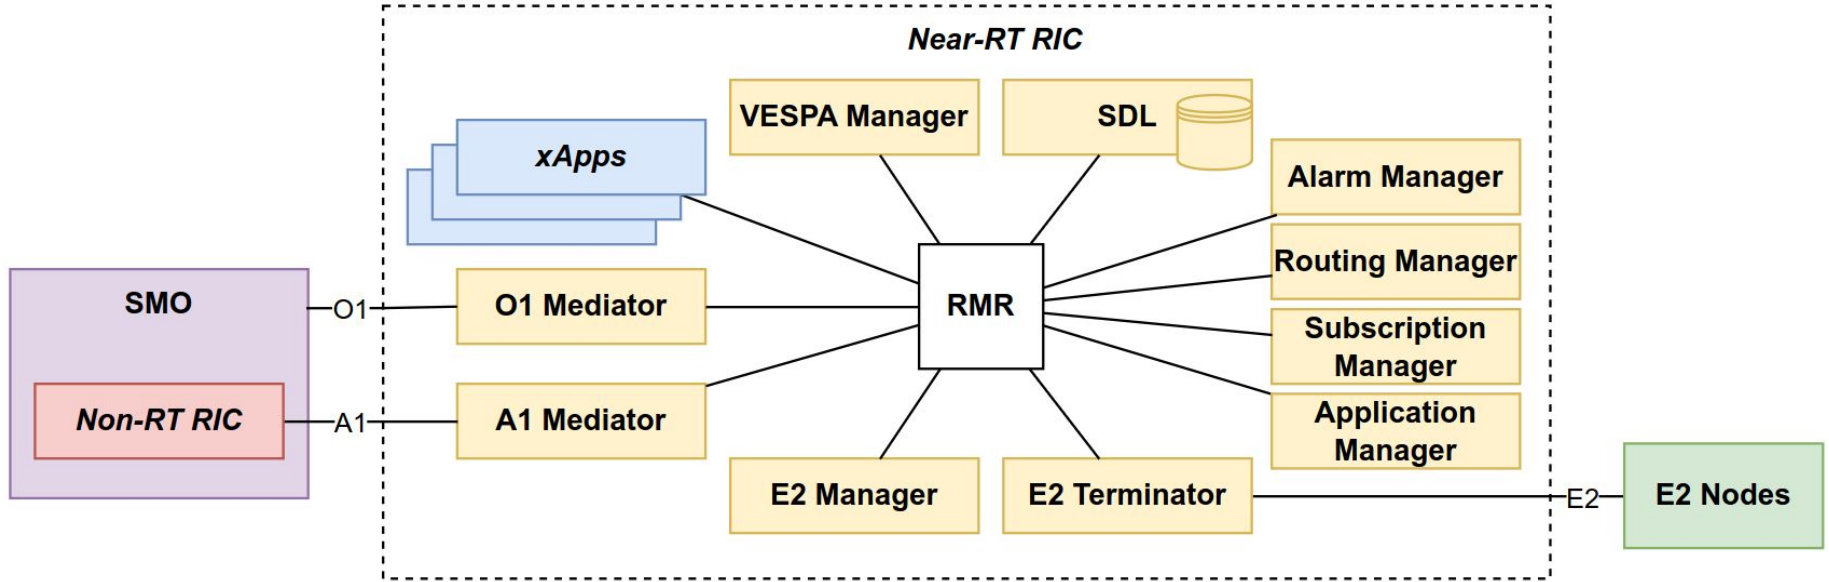 Near-RT RIC
VESPA Manager
SDL
xApps
Alarm Manager
Routing Manager
SMO
O1
O1 Mediator
RMR
Subscription
Manager
Non-RT RIC
A1
A1 Mediator
Application
Manager
E2 Manager
E2 Terminator
E2
E2 Nodes